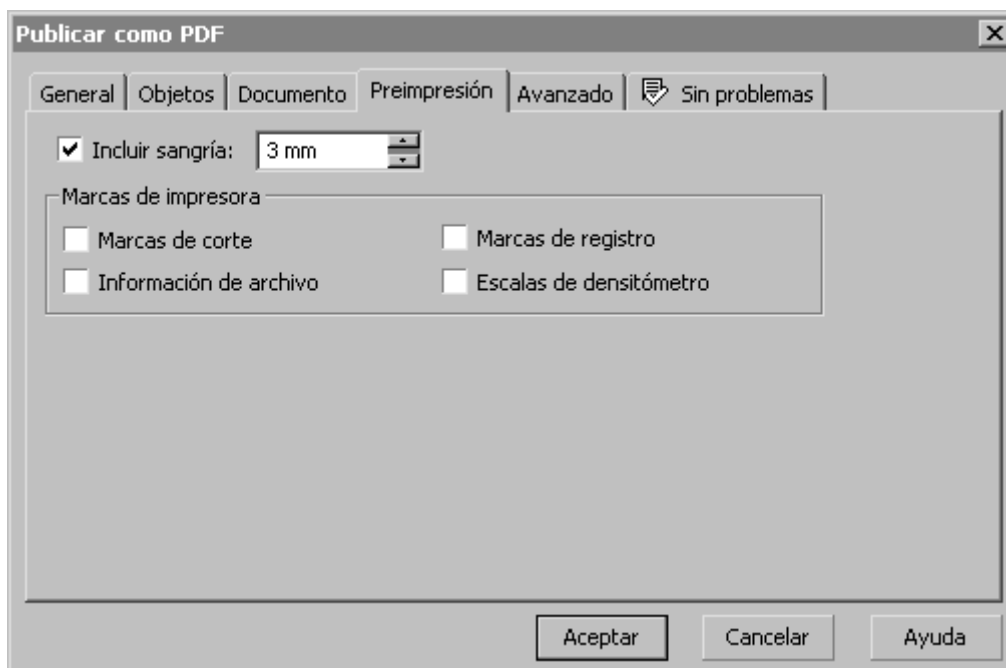 Publicar como PDF
General Objetos Documento Preimpresión Avanzado Sin problemas
Incluir sangría: 3 mm
Marcas de impresora
Marcas de corte Marcas de registro
Información de archivo Escalas de densitómetro
Aceptar Cancelar Ayuda